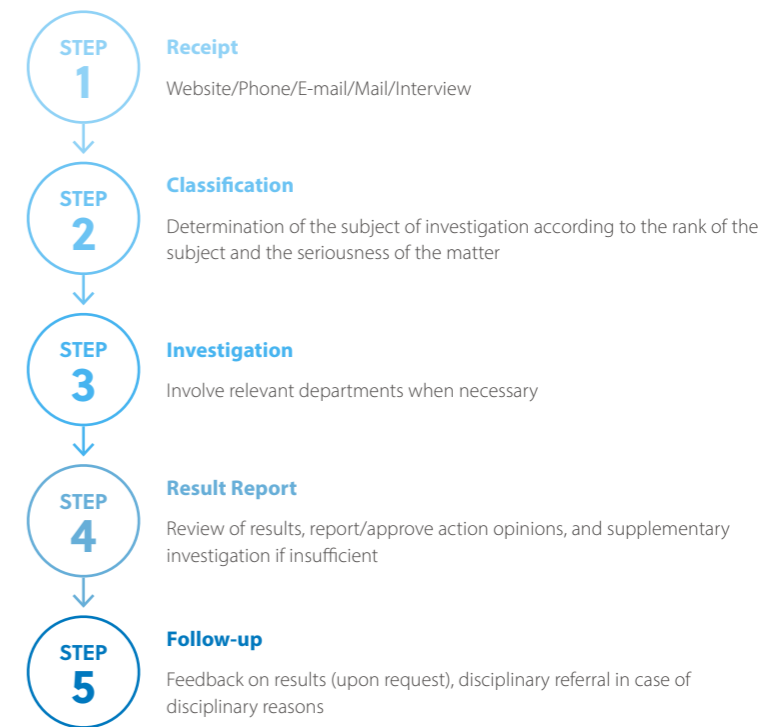 STEP
1
Receipt
Website/Phone/E-mail/Mail/Interview
STEP
2
Classification
Determination of the subject of investigation according to the rank of the
subject and the seriousness of the matter
STEP
3
Investigation
Involve relevant departments when necessary
STEP
4
Result Report
Review of results, report/approve action opinions, and supplementary
investigation if insufficient
STEP
5
Follow-up
Feedback on results (upon request), disciplinary referral in case of
disciplinary reasons